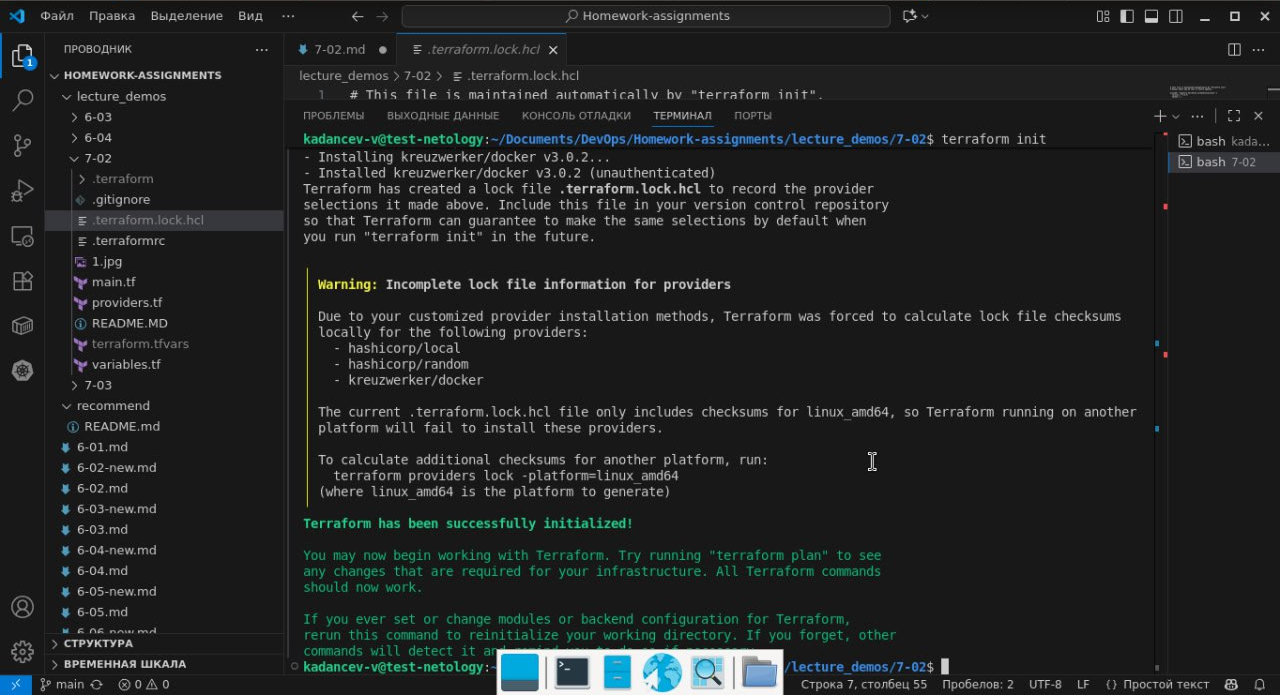 Файл Правка Выделение Вид ··· Homework-assignments
ПРОВОДНИК ···
HOMEWORK-ASSIGNMENTS
lecture_demos
6-03
6-04
7-02
.terraform
.gitignore
.terraform.lock.hcl
.terraformrc
1.jpg
main.tf
providers.tf
README.MD
terraform.tfvars
variables.tf
7-03
recommend
README.md
6-01.md
6-02-new.md
6-02.md
6-03-new.md
6-03.md
6-04-new.md
6-04.md
6-05-new.md
6-05.md
6-06-new.md
СТРУКТУРА
ВРЕМЕННАЯ ШКАЛА
7-02.md .terraform.lock.hcl
lecture_demos > 7-02 > .terraform.lock.hcl
1 # This file is maintained automatically by "terraform init".
ПРОБЛЕМЫ ВЫХОДНЫЕ ДАННЫЕ КОНСОЛЬ ОТЛАДКИ ТЕРМИНАЛ ПОРТЫ
kadancev-v@test-netology:~/Documents/DevOps/Homework-assignments/lecture_demos/7-02$ terraform init
- Installing kreuzwerker/docker v3.0.2...
- Installed kreuzwerker/docker v3.0.2 (unauthenticated)
Terraform has created a lock file .terraform.lock.hcl to record the provider
selections it made above. Include this file in your version control repository
so that Terraform can guarantee to make the same selections by default when
you run "terraform init" in the future.
Warning: Incomplete lock file information for providers
Due to your customized provider installation methods, Terraform was forced to calculate lock file checksums
locally for the following providers:
- hashicorp/local
- hashicorp/random
- kreuzwerker/docker
The current .terraform.lock.hcl file only includes checksums for linux_amd64, so Terraform running on another
platform will fail to install these providers.
To calculate additional checksums for another platform, run:
terraform providers lock -platform=linux_amd64
(where linux_amd64 is the platform to generate)
Terraform has been successfully initialized!
You may now begin working with Terraform. Try running "terraform plan" to see
any changes that are required for your infrastructure. All Terraform commands
should now work.
If you ever set or change modules or backend configuration for Terraform,
rerun this command to reinitialize your working directory. If you forget, other
commands will detect it and
kadancev-v@test-netology:~ /lecture_demos/7-02$
bash kada...
bash 7-02
main 0 0 Строка 7, столбец 55 Пробелов: 2 UTF-8 LF {} Простой текст